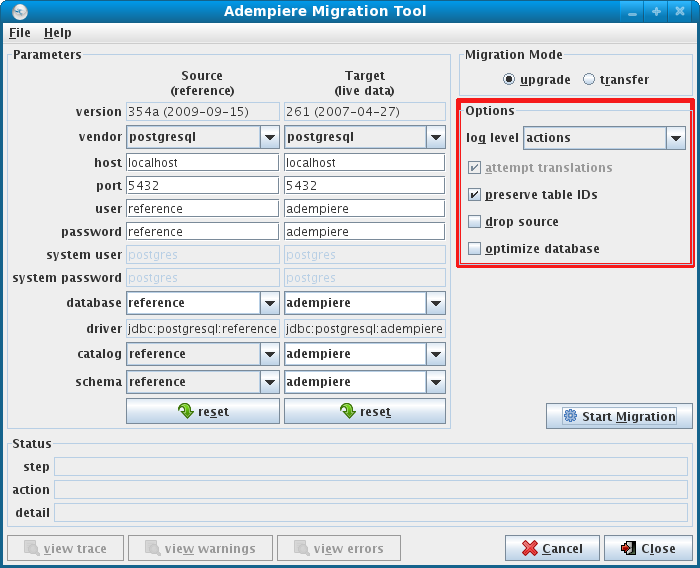 Adempiere Migration Tool
File Help
Parameters
Source (reference)
Target (live data)
version 354a (2009-09-15) 261 (2007-04-27)
vendor postgresql postgresql
host localhost localhost
port 5432 5432
user reference adempiere
password reference adempiere
system user postgres postgres
system password postgres postgres
database reference adempiere
driver jdbc:postgresql:reference jdbc:postgresql:adempiere
catalog reference adempiere
schema reference adempiere
reset reset
Migration Mode
upgrade transfer
Options
log level actions
attempt translations
preserve table IDs
drop source
optimize database
Start Migration
Status
step
action
detail
view trace view warnings view errors Cancel Close